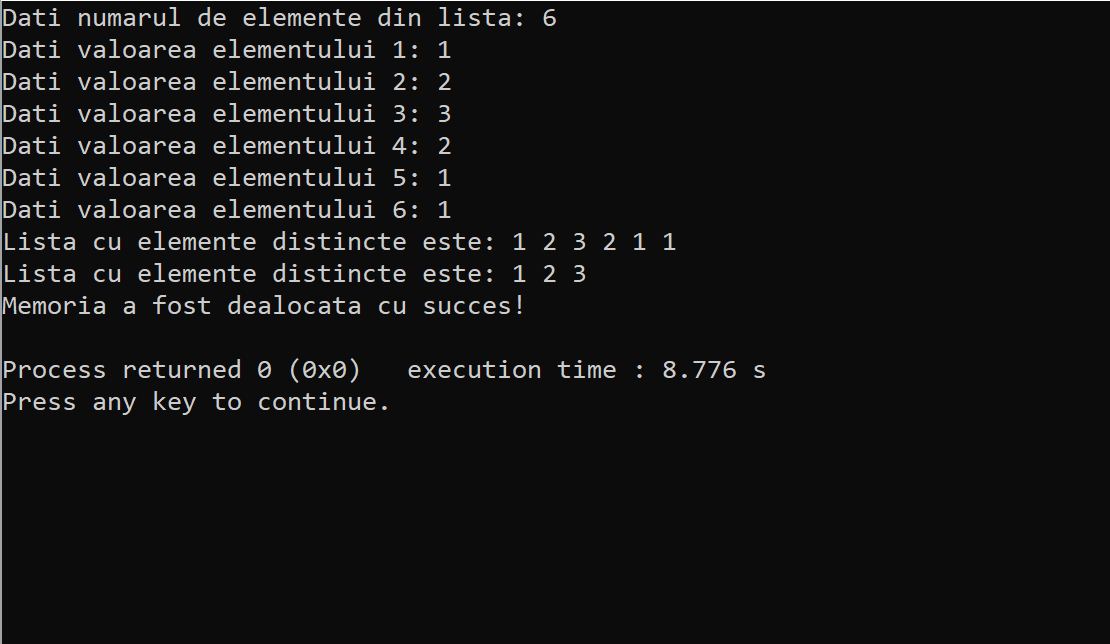 Dati numarul de elemente din lista: 6
Dati valoarea elementului 1: 1
Dati valoarea elementului 2: 2
Dati valoarea elementului 3: 3
Dati valoarea elementului 4: 2
Dati valoarea elementului 5: 1
Dati valoarea elementului 6: 1
Lista cu elemente distincte este: 1 2 3 2 1 1
Lista cu elemente distincte este: 1 2 3
Memoria a fost dealocata cu succes!
Process returned 0 (0x0)   execution time : 8.776 s
Press any key to continue.